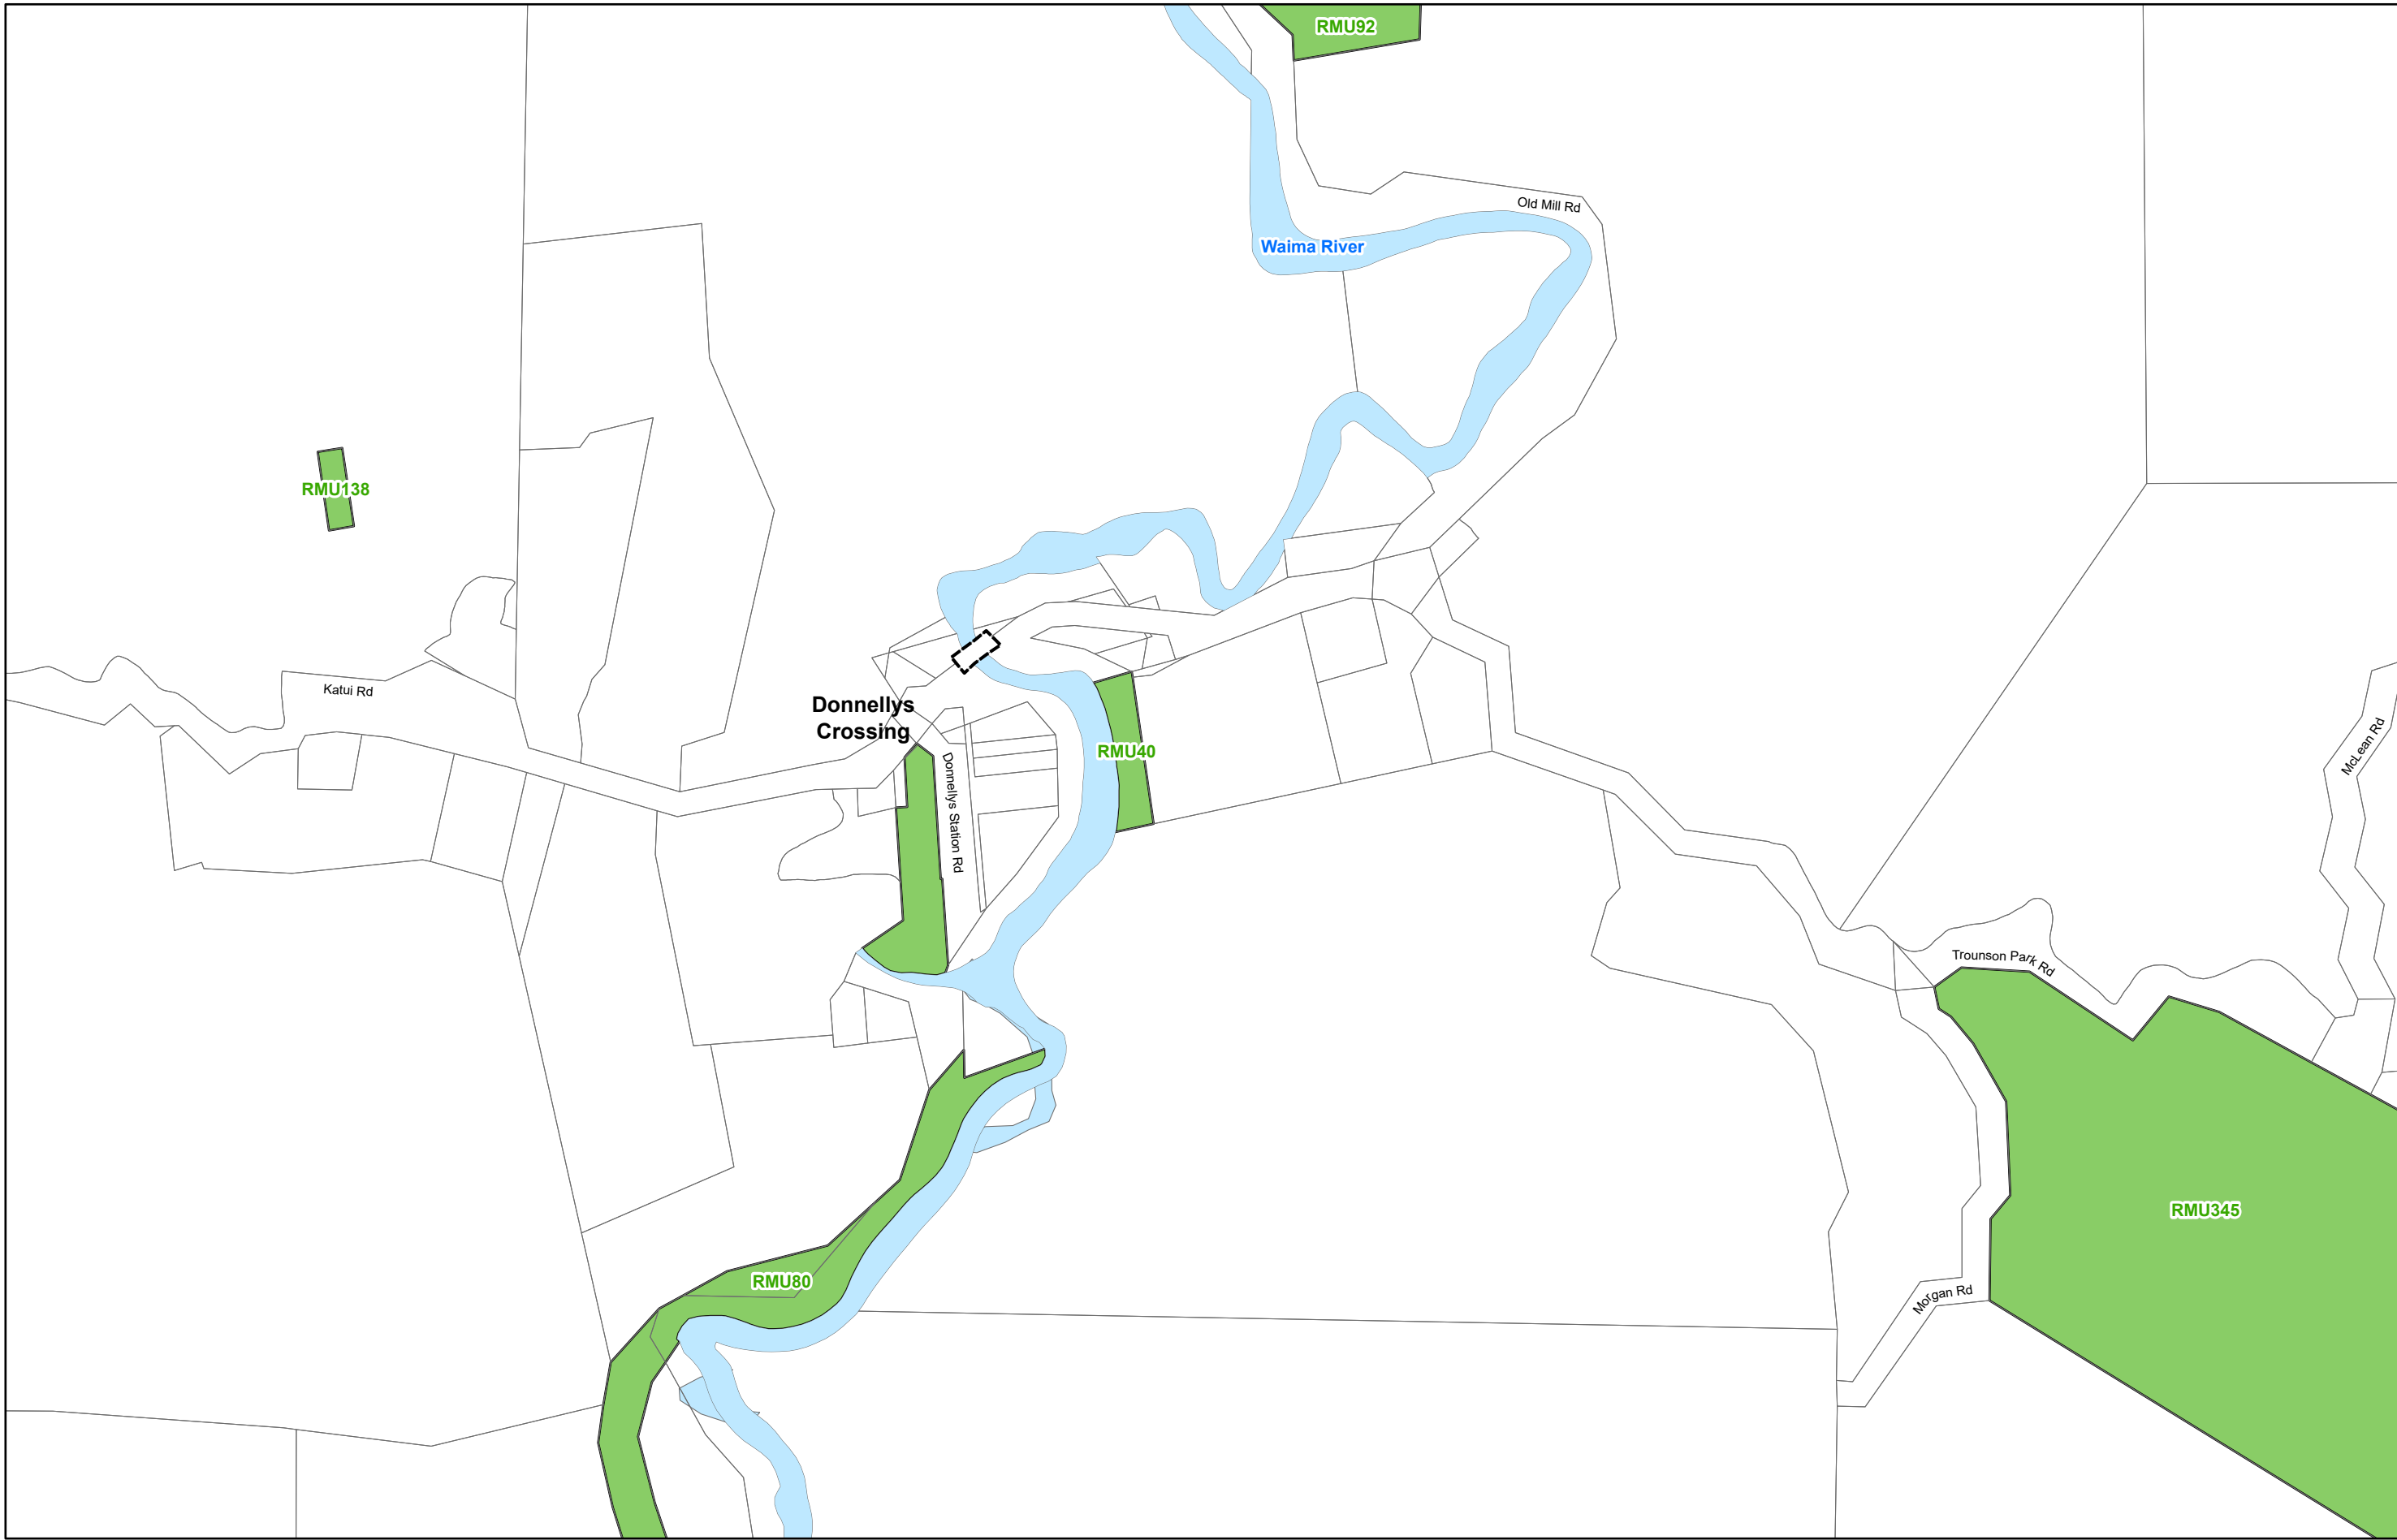 RMU92
Old Mill Rd
Waima River
RMU138
Katui Rd
Donnellys
Crossing
RMU40
McLean Rd
Donnellys Station Rd
Trounson Park Rd
RMU345
RMU80
Morgan Rd